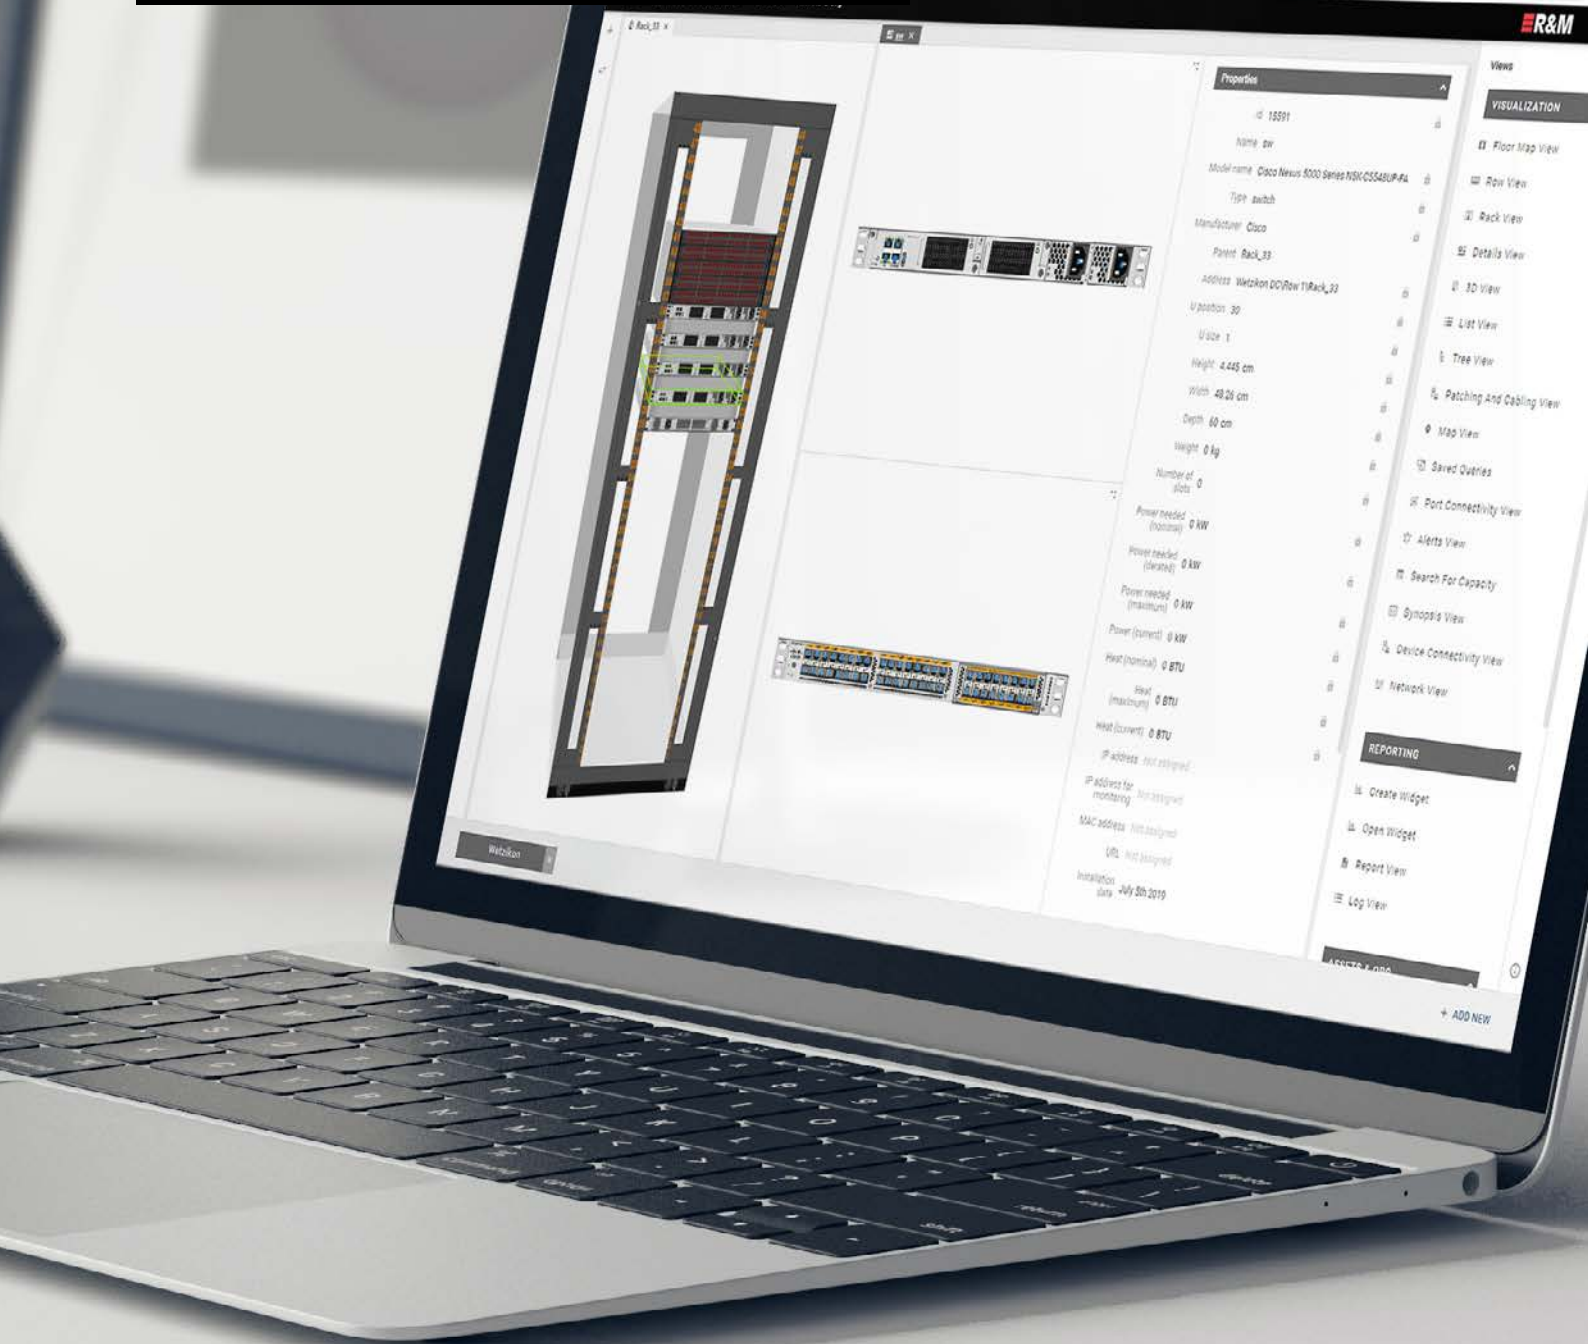 R&M
Rack_33 ×
sw ×
Properties
id 15591
Name sw
Model name Cisco Nexus 5000 Series N5K-C5548UP-FA
Type switch
Manufacturer Cisco
Parent Rack_33
Address Wetzikon DC\Row 1\Rack_33
U position 30
U size 1
Height 4.445 cm
Width 48.26 cm
Depth 60 cm
Weight 0 kg
Number of
slots 0
Power needed
(nominal) 0 kW
Power needed
(derated) 0 kW
Power needed
(maximum) 0 kW
Power (current) 0 kW
Heat (nominal) 0 BTU
Heat
(maximum) 0 BTU
Heat (current) 0 BTU
IP address Not assigned
IP address for
monitoring Not assigned
MAC address Not assigned
URL Not assigned
Installation
date July 5th 2019
Views
VISUALIZATION
Floor Map View
Row View
Rack View
Details View
3D View
List View
Tree View
Patching And Cabling View
Map View
Saved Queries
Port Connectivity View
Alerts View
Search For Capacity
Synopsis View
Device Connectivity View
Network View
REPORTING
Create Widget
Open Widget
Report View
Log View
+ ADD NEW
Wetzikon
command
option
return
shift